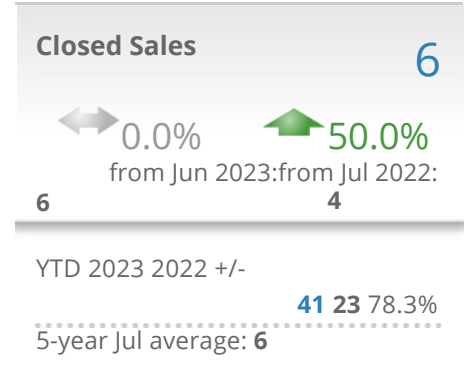 Closed Sales 6
0.0% 50.0%
from Jun 2023:from Jul 2022:
6 4
YTD 2023 2022 +/-
41 23 78.3%
5-year Jul average: 6